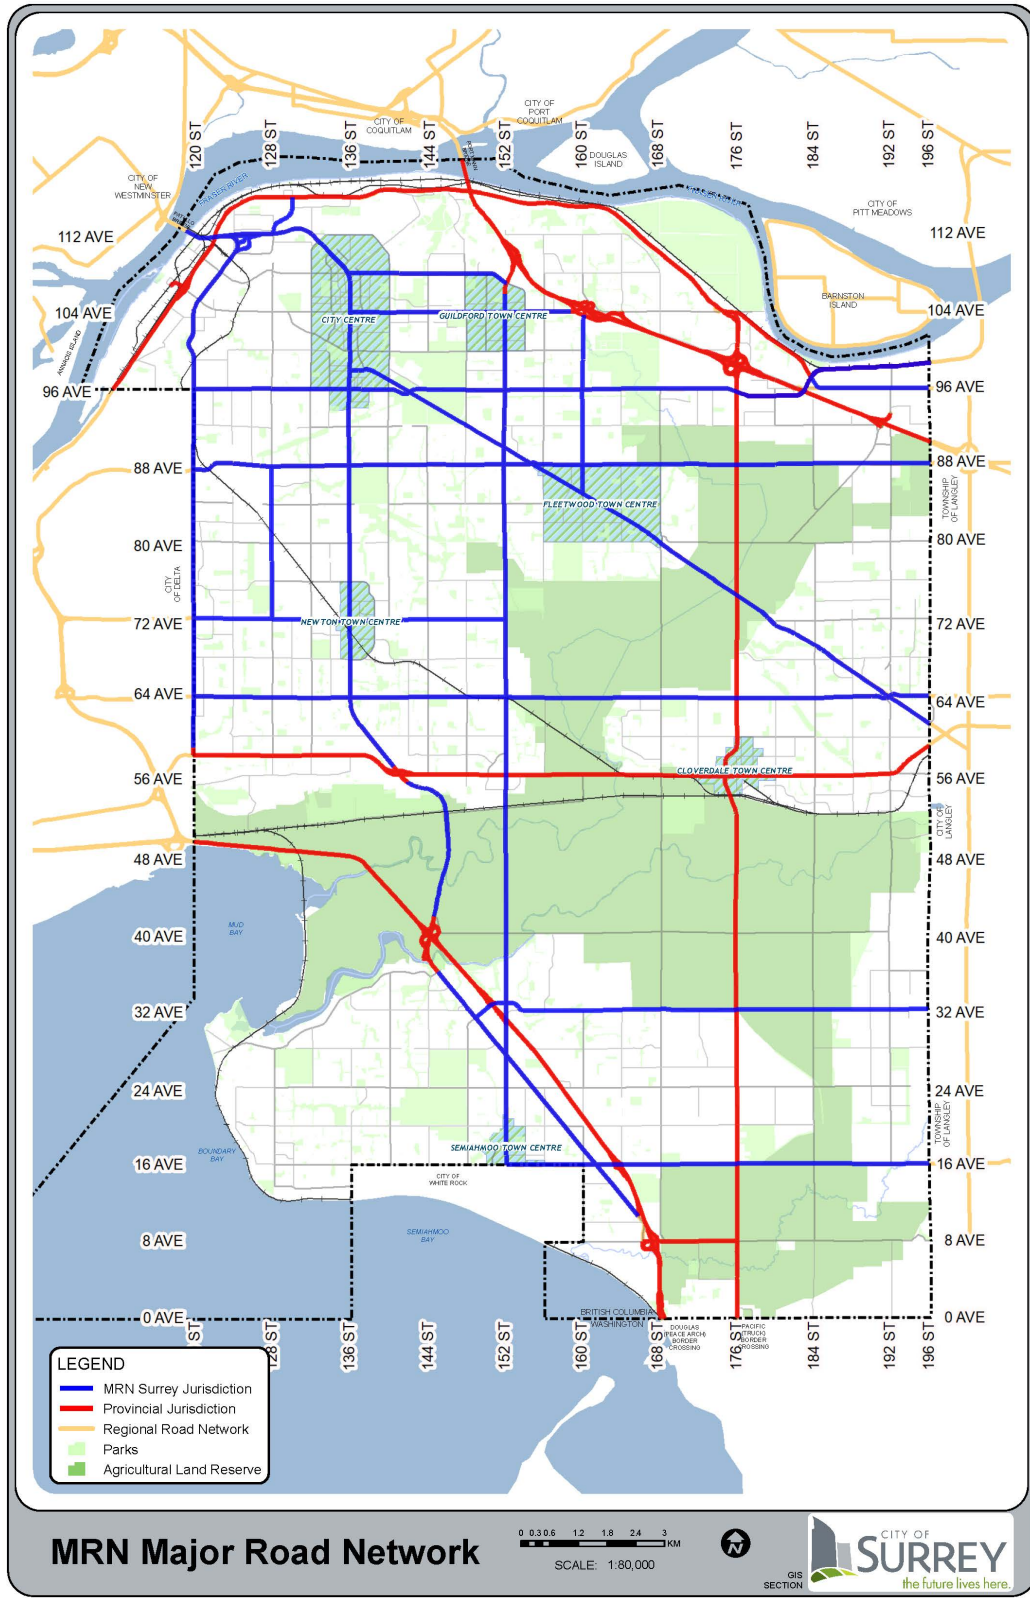 CITY OF
COQUITLAM
CITY OF
PORT
COQUITLAM
120 ST
128 ST
136 ST
144 ST
152 ST
160 ST
168 ST
176 ST
184 ST
192 ST
196 ST
DOUGLAS
ISLAND
CITY OF
NEW
WESTMINSTER
FRASER RIVER
FRASER RIVER
CITY OF
PITT MEADOWS
112 AVE
112 AVE
BARNSTON
ISLAND
104 AVE
104 AVE
CITY CENTRE
GUILDFORD TOWN CENTRE
ANNACIS ISLAND
96 AVE
96 AVE
88 AVE
88 AVE
TOWNSHIP
OF LANGLEY
FLEETWOOD TOWN CENTRE
80 AVE
80 AVE
CITY
OF DELTA
72 AVE
72 AVE
NEWTON TOWN CENTRE
64 AVE
64 AVE
CLOVERDALE TOWN CENTRE
56 AVE
56 AVE
CITY OF
LANGLEY
48 AVE
48 AVE
MUD
BAY
40 AVE
40 AVE
32 AVE
32 AVE
24 AVE
24 AVE
TOWNSHIP
OF LANGLEY
SEMIAHMOO TOWN CENTRE
BOUNDARY
BAY
16 AVE
16 AVE
CITY OF
WHITE ROCK
SEMIAHMOO
BAY
8 AVE
8 AVE
0 AVE
0 AVE
BRITISH COLUMBIA
WASHINGTON
DOUGLAS
(PEACE ARCH)
BORDER
CROSSING
PACIFIC
(TRUCK)
BORDER
CROSSING
ST
128 ST
136 ST
144 ST
152 ST
160 ST
168 ST
176 ST
184 ST
192 ST
196 ST
LEGEND
MRN Surrey Jurisdiction
Provincial Jurisdiction
Regional Road Network
Parks
Agricultural Land Reserve
MRN Major Road Network
0 0.3 0.6 1.2 1.8 2.4 3
KM
SCALE: 1:80,000
N
GIS
SECTION
CITY OF
SURREY
the future lives here.